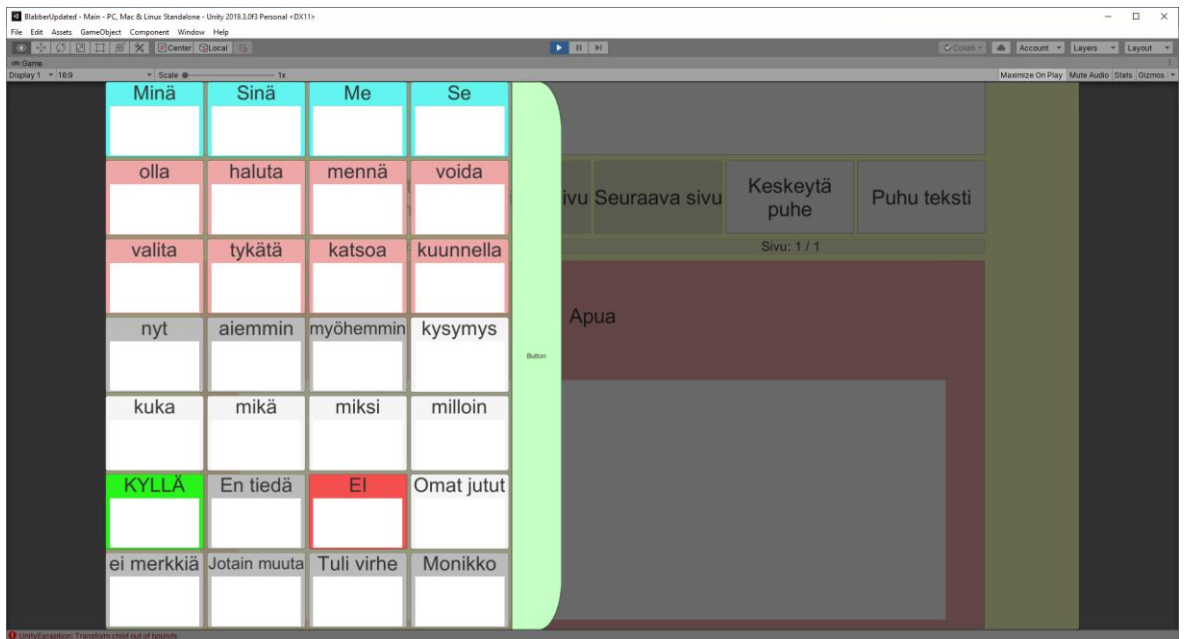 BlabberUpdated - Main - PC, Mac & Linux Standalone - Unity 2019.3.0f3 Personal <DX11>
File Edit Assets GameObject Component Window Help
Center Local Collab Account Layers Layout
Game
Display 1 16:9 Scale 1x Maximize On Play Mute Audio Stats Gizmos
Minä Sinä Me Se
olla haluta mennä voida
ivu Seuraava sivu Keskeytä puhe Puhu teksti
Sivu: 1 / 1
valita tykätä katsoa kuunnella
Apua
nyt aiemmin myöhemmin kysymys
Button
kuka mikä miksi milloin
KYLLÄ En tiedä EI Omat jutut
ei merkkiä Jotain muuta Tuli virhe Monikko
UnityException: Transform child out of bounds